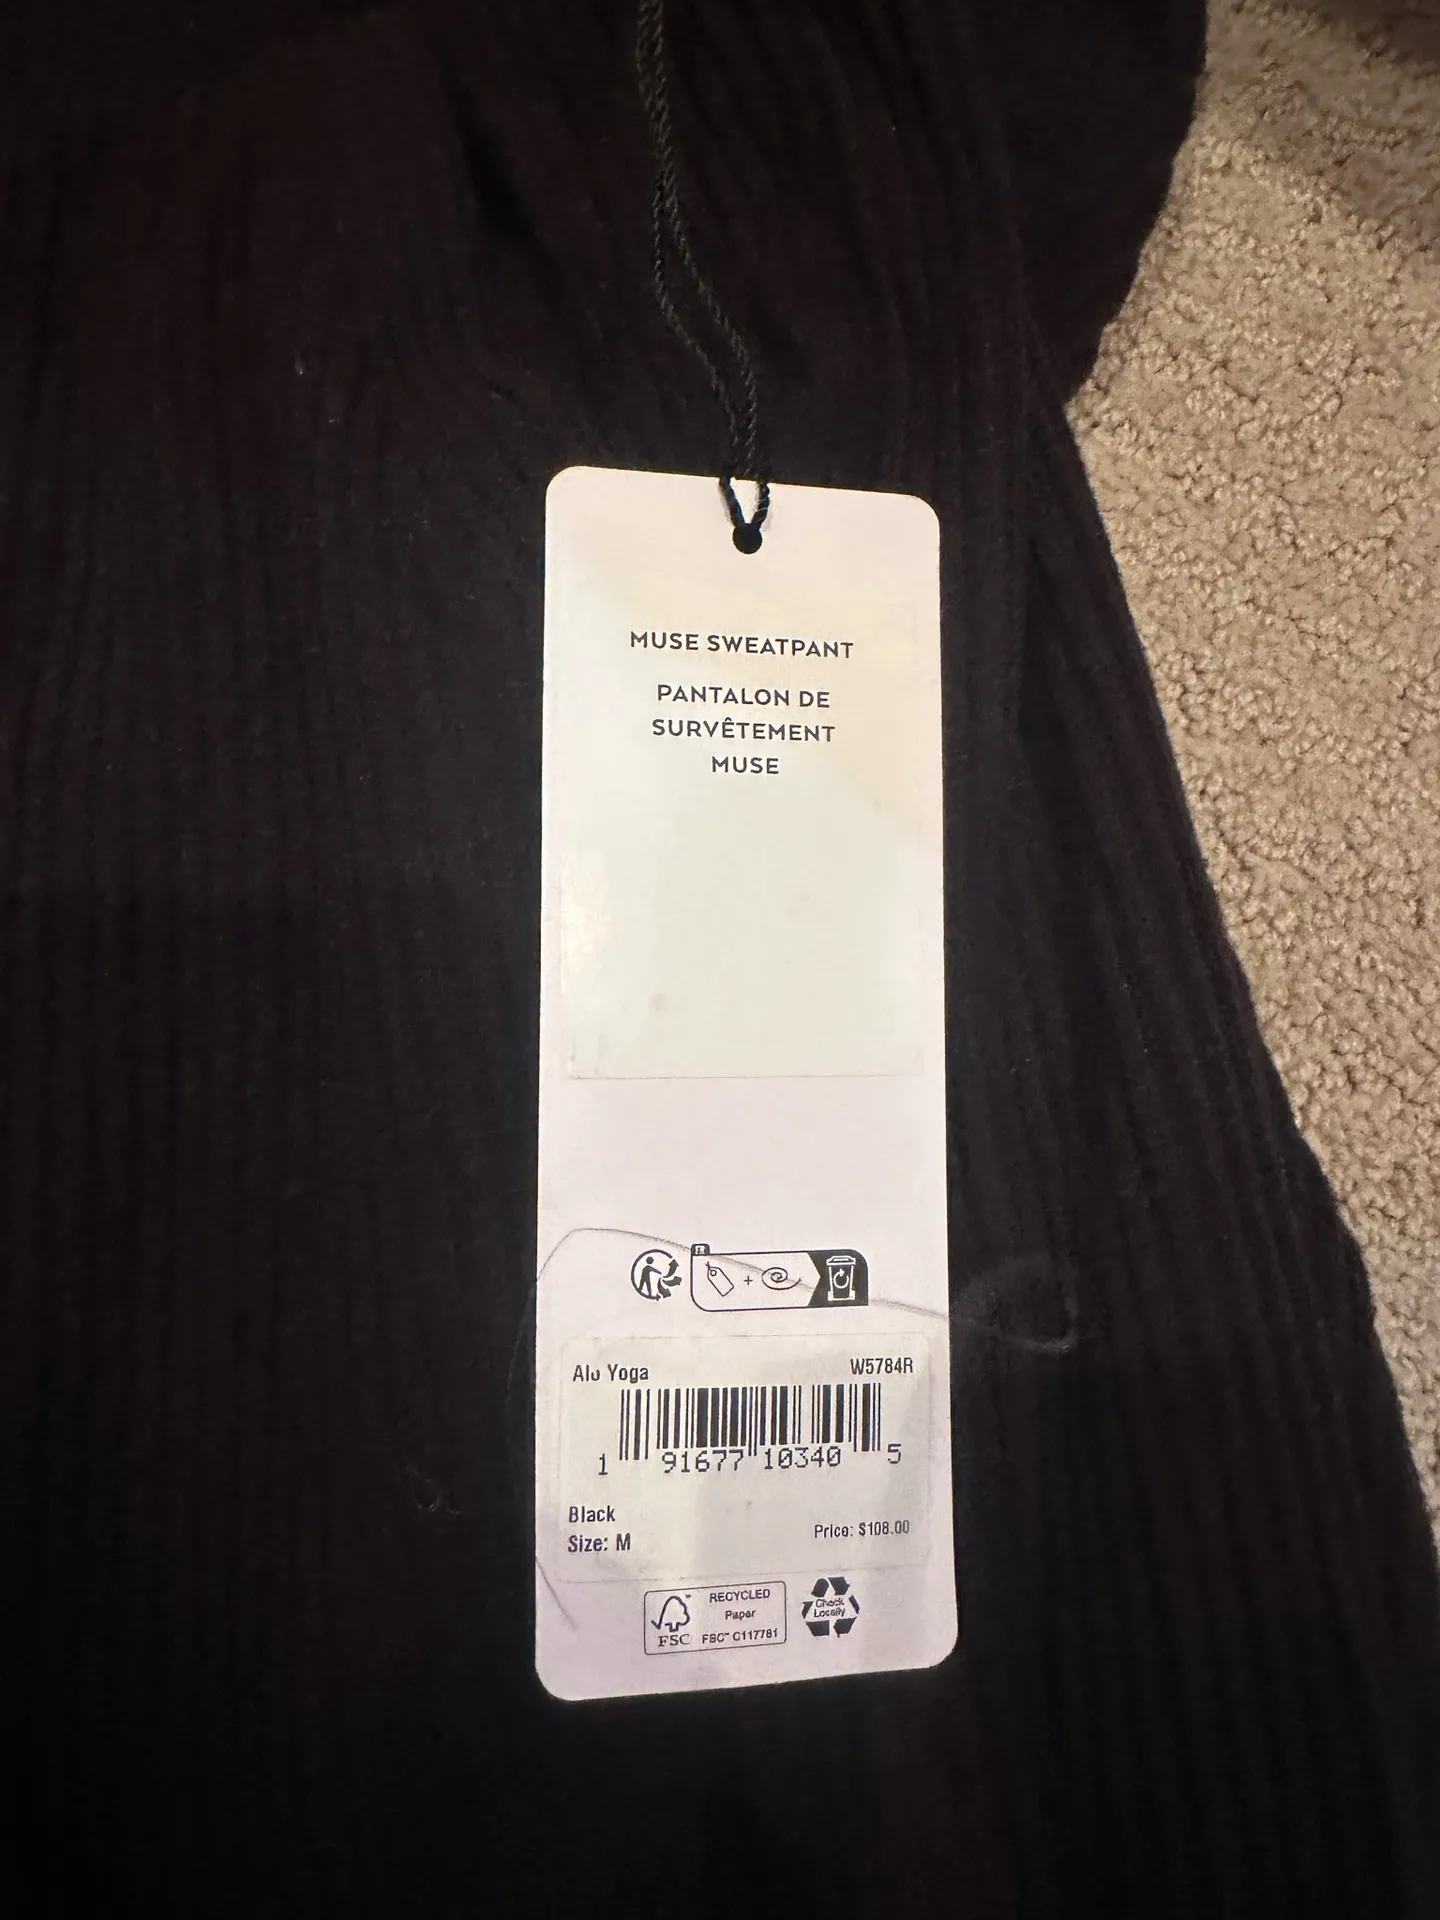 MUSE SWEATPANT
PANTALON DE
SURVÊTEMENT
MUSE
+
Alo Yoga W5784R
1 91677 10340 5
Black
Size: M
Price: $108.00
RECYCLED
Paper
FSC FSC™ C117781
Check
Locally